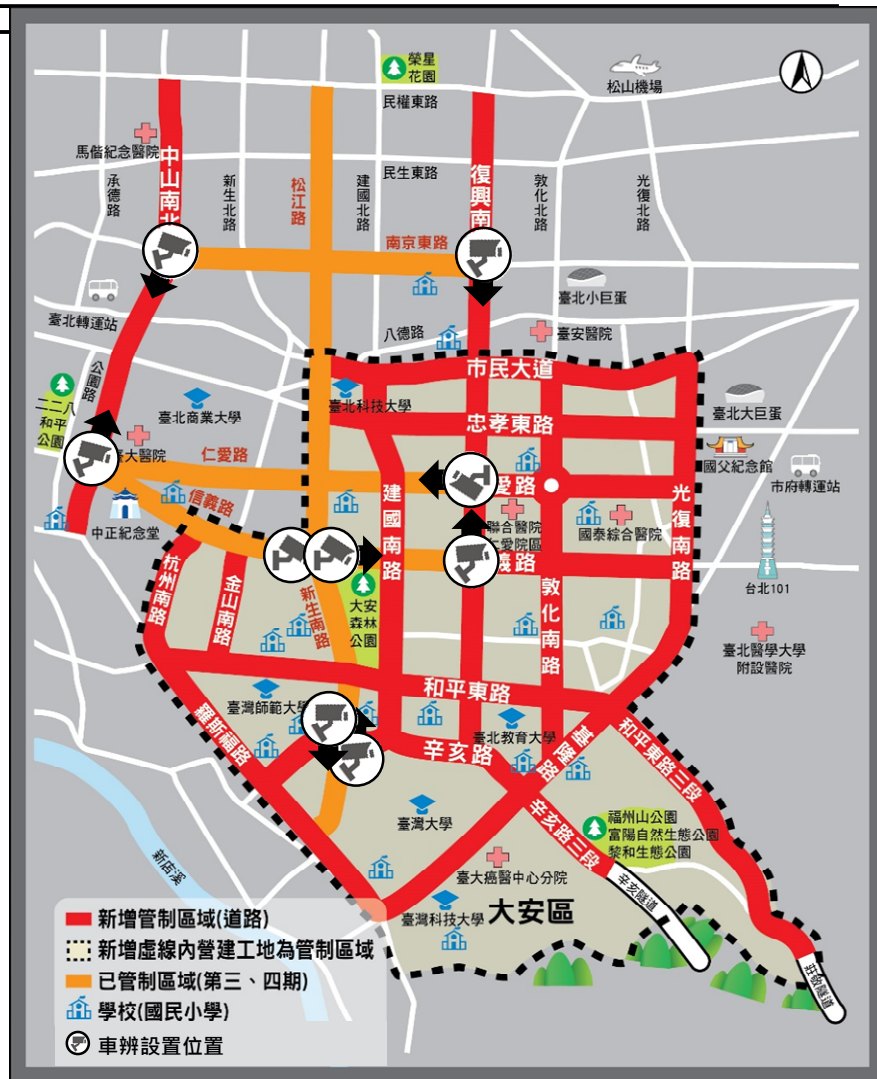 榮星
花園
松山機場
民權東路
馬偕紀念醫院
中山南北
承德路
新生北路
松江路
建國北路
民生東路
復興南
敦化北路
光復北路
南京東路
臺北小巨蛋
臺北轉運站
八德路
臺安醫院
市民大道
公園路
二二八
和平
公園
臺北商業大學
臺北科技大學
忠孝東路
臺北大巨蛋
大醫院
仁愛路
愛路
國父紀念館
市府轉運站
信義路
建國南路
聯合醫院
仁愛院區
國泰綜合醫院
光復南路
中正紀念堂
義路
台北101
杭州南路
金山南路
新生南路
大安
森林
公園
敦化南路
臺北醫學大學
附設醫院
和平東路
臺灣師範大
羅斯福路
辛亥路
臺北教育大學
基隆路
和平東路三段
臺灣大學
辛亥路三段
福州山公園
富陽自然生態公園
黎和生態公園
新店溪
臺大癌醫中心分院
辛亥隧道
臺灣科技大學
大安區
莊敬隧道
新增管制區域(道路)
新增虛線內營建工地為管制區域
已管制區域(第三、四期)
學校(國民小學)
車辨設置位置